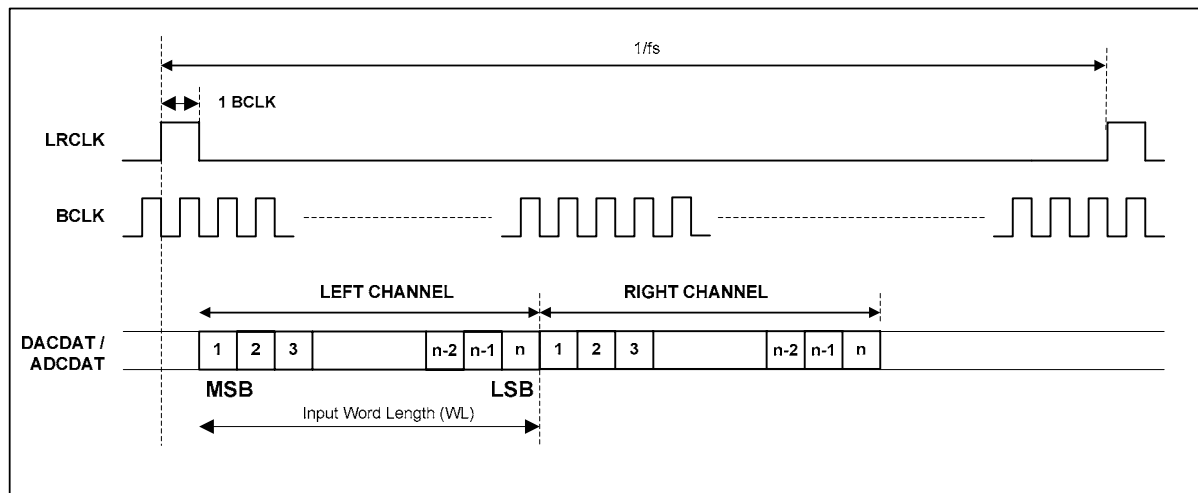 1/fs
1 BCLK
LRCLK
BCLK
LEFT CHANNEL
RIGHT CHANNEL
DACDAT /
ADCDAT
1 2 3 n-2 n-1 n 1 2 3 n-2 n-1 n
MSB
LSB
Input Word Length (WL)